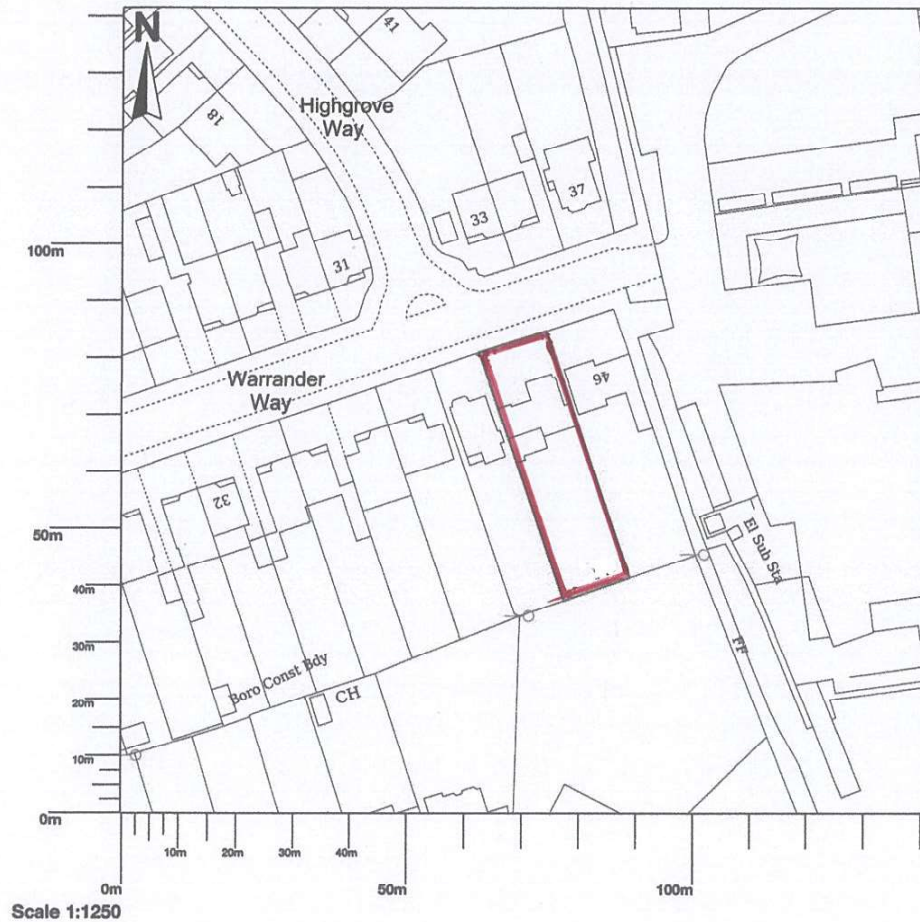 N
41
18
Highgrove
Way
33
37
31
100m
Warrander
Way
46
32
50m
El Sub Sta
40m
30m
FF
Boro Const Bdy
CH
20m
10m
0m
10m
20m
30m
40m
0m
50m
100m
Scale 1:1250